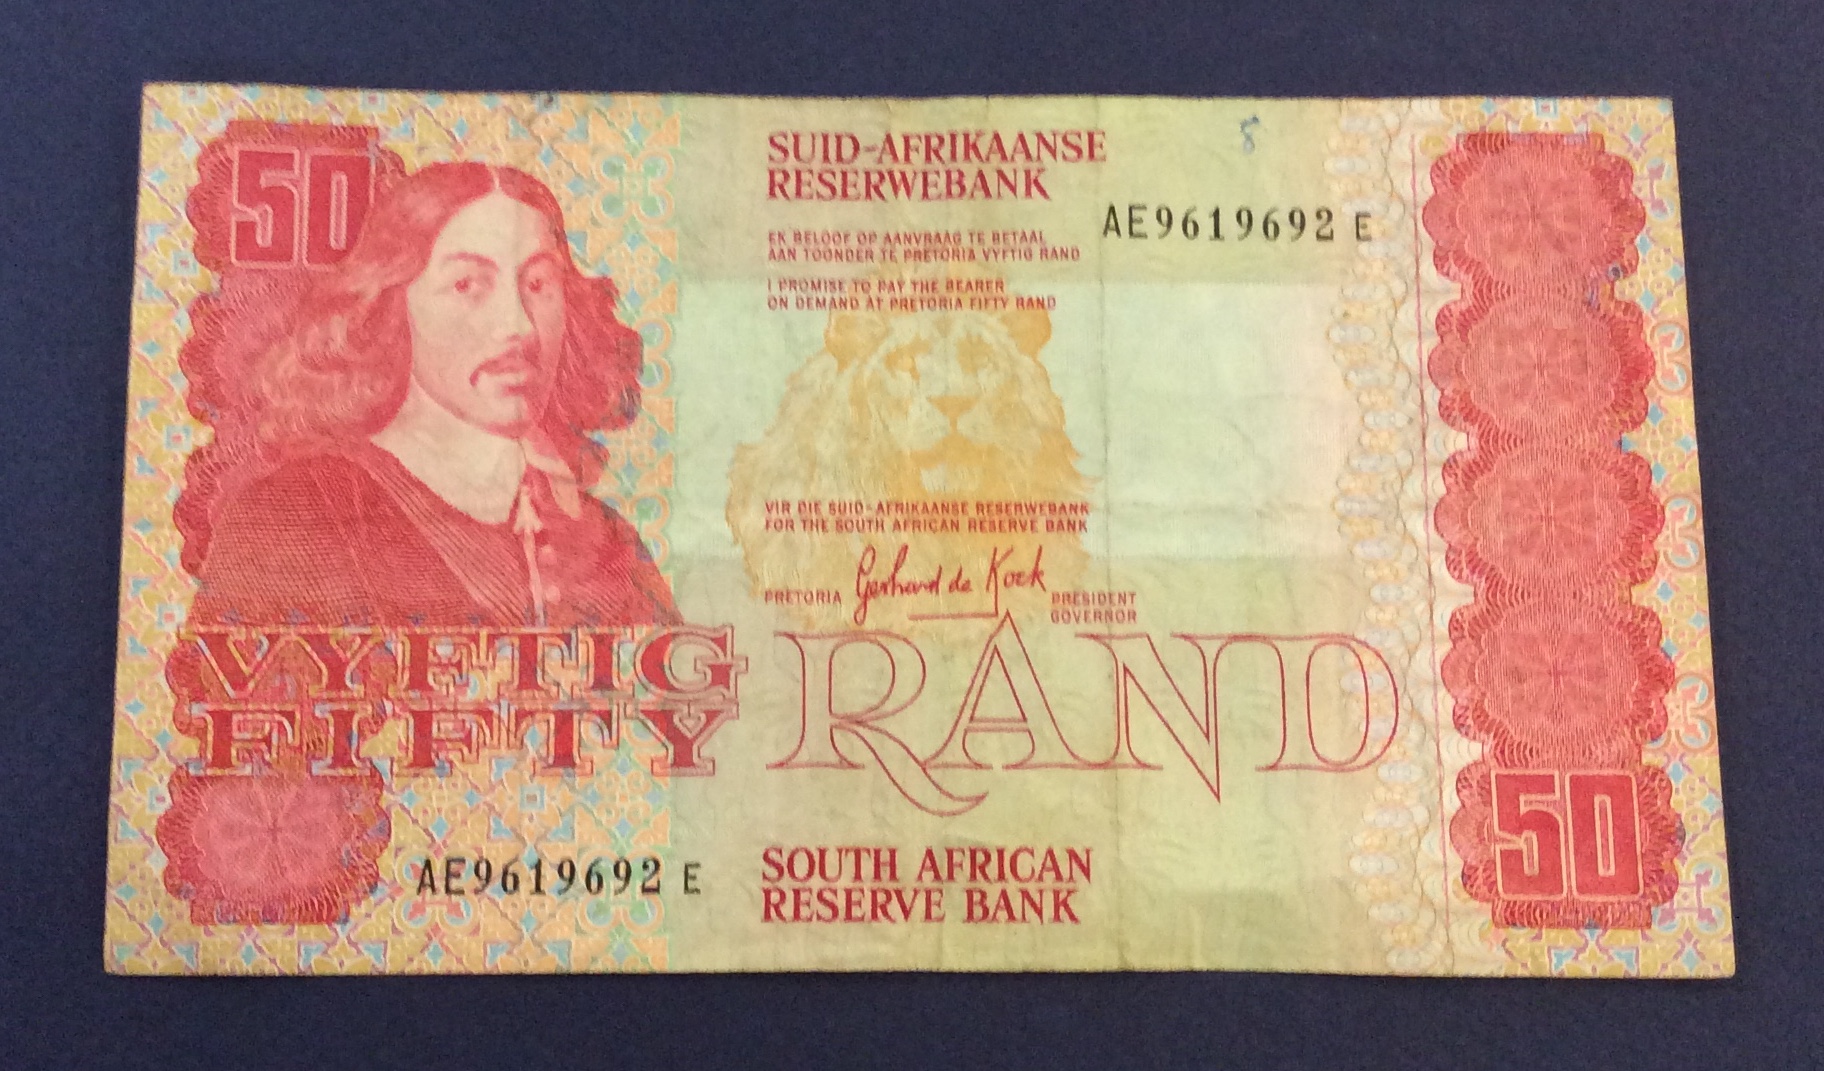 50
SUID-AFRIKAANSE
RESERWEBANK
8
AE9619692 E
EK BELOOF OP AANVRAAG TE BETAAL
AAN TOONDER TE PRETORIA VYFTIG RAND
I PROMISE TO PAY THE BEARER
ON DEMAND AT PRETORIA FIFTY RAND
VIR DIE SUID-AFRIKAANSE RESERWEBANK
FOR THE SOUTH AFRICAN RESERVE BANK
Gerhard de Kock
PRETORIA
PRESIDENT
GOVERNOR
VYFTIG
FIFTY
RAND
50
AE9619692 E
SOUTH AFRICAN
RESERVE BANK